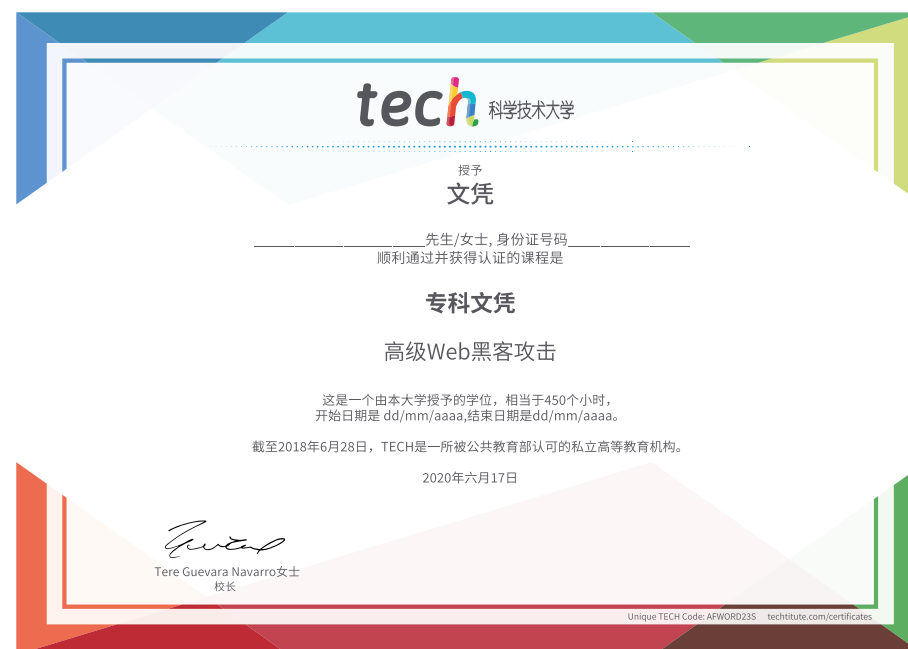 tech 科学技术大学
授予
文凭
______________________先生/女士, 身份证号码________________
顺利通过并获得认证的课程是
专科文凭
高级Web黑客攻击
这是一个由本大学授予的学位，相当于450个小时，
开始日期是 dd/mm/aaaa,结束日期是dd/mm/aaaa。
截至2018年6月28日，TECH是一所被公共教育部认可的私立高等教育机构。
2020年六月17日
Tere Guevara Navarro女士
校长
Unique TECH Code: AFWORD23S techtitute.com/certificates